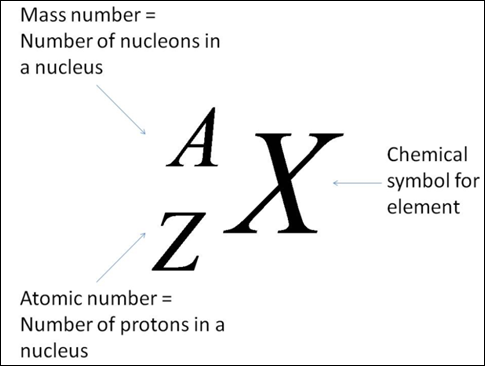 Mass number =
Number of nucleons in
a nucleus
A
X
Z
Chemical
symbol for
element
Atomic number =
Number of protons in a
nucleus